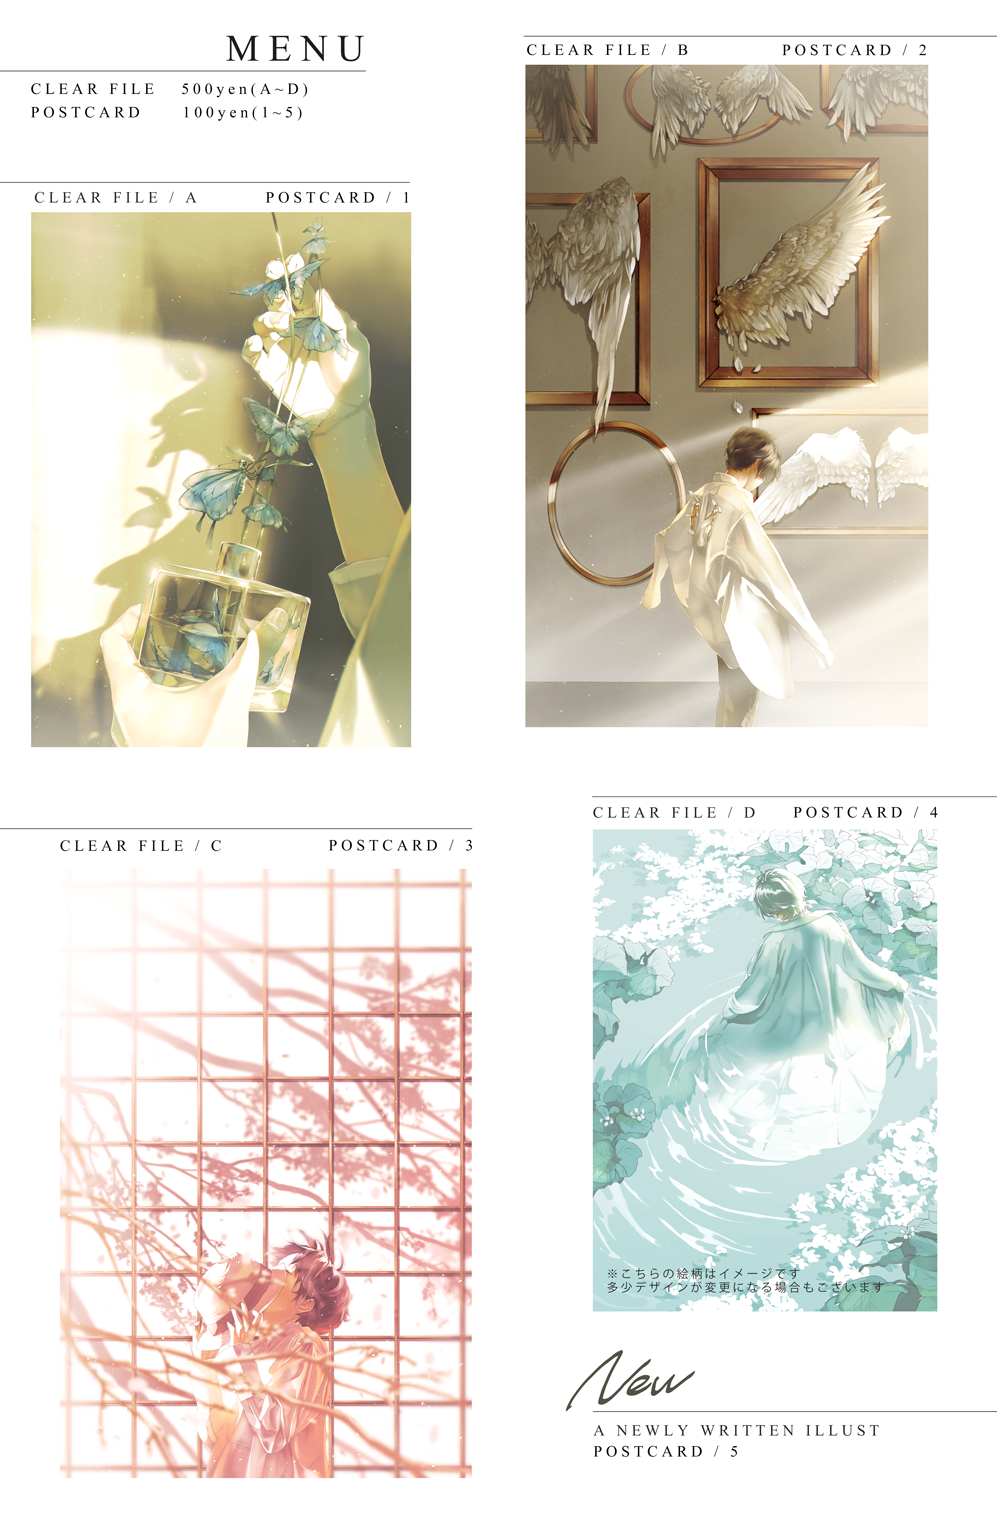 MENU
CLEAR FILE 500yen(A~D)
POSTCARD 100yen(1~5)
CLEAR FILE / A POSTCARD / 1
CLEAR FILE / B POSTCARD / 2
CLEAR FILE / C POSTCARD / 3
CLEAR FILE / D POSTCARD / 4
※こちらの絵柄はイメージです
多少デザインが変更になる場合もございます
New
A NEWLY WRITTEN ILLUST
POSTCARD / 5